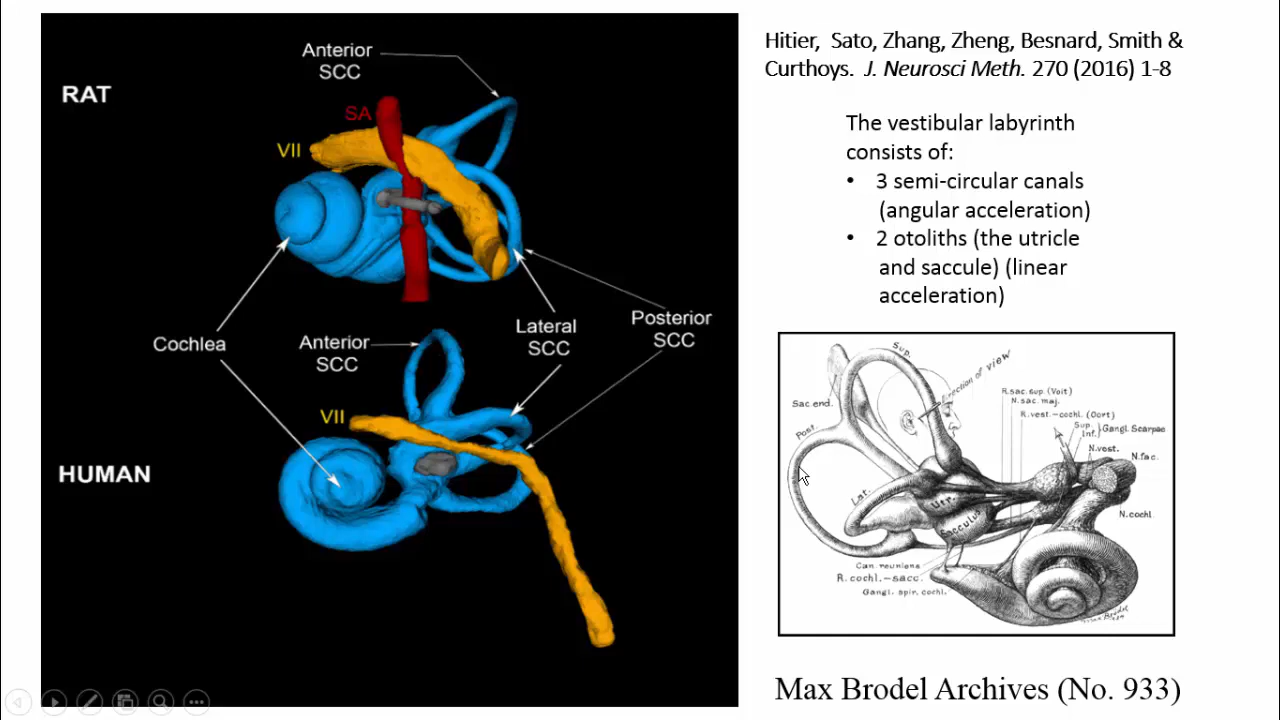 Anterior
SCC
RAT
SA
VII
Cochlea
Anterior
SCC
Lateral
SCC
Posterior
SCC
VII
HUMAN
Hitier, Sato, Zhang, Zheng, Besnard, Smith &
Curthoys. J. Neurosci Meth. 270 (2016) 1-8
The vestibular labyrinth
consists of:
• 3 semi-circular canals
(angular acceleration)
• 2 otoliths (the utricle
and saccule) (linear
acceleration)
Sup.
Direction of view
Sac. end.
R. sac. sup. (Voit)
N. sac. maj.
R. vest.-cochl. (Oort)
Post.
Sup.
Inf. } Gangl. Scarpae
N. vest.
N. fac.
Lat.
Utr.
Sacculus
N. cochl.
Can. reuniens
R. cochl.-sacc.
Gangl. spir. cochl.
Max Brodel Archives (No. 933)